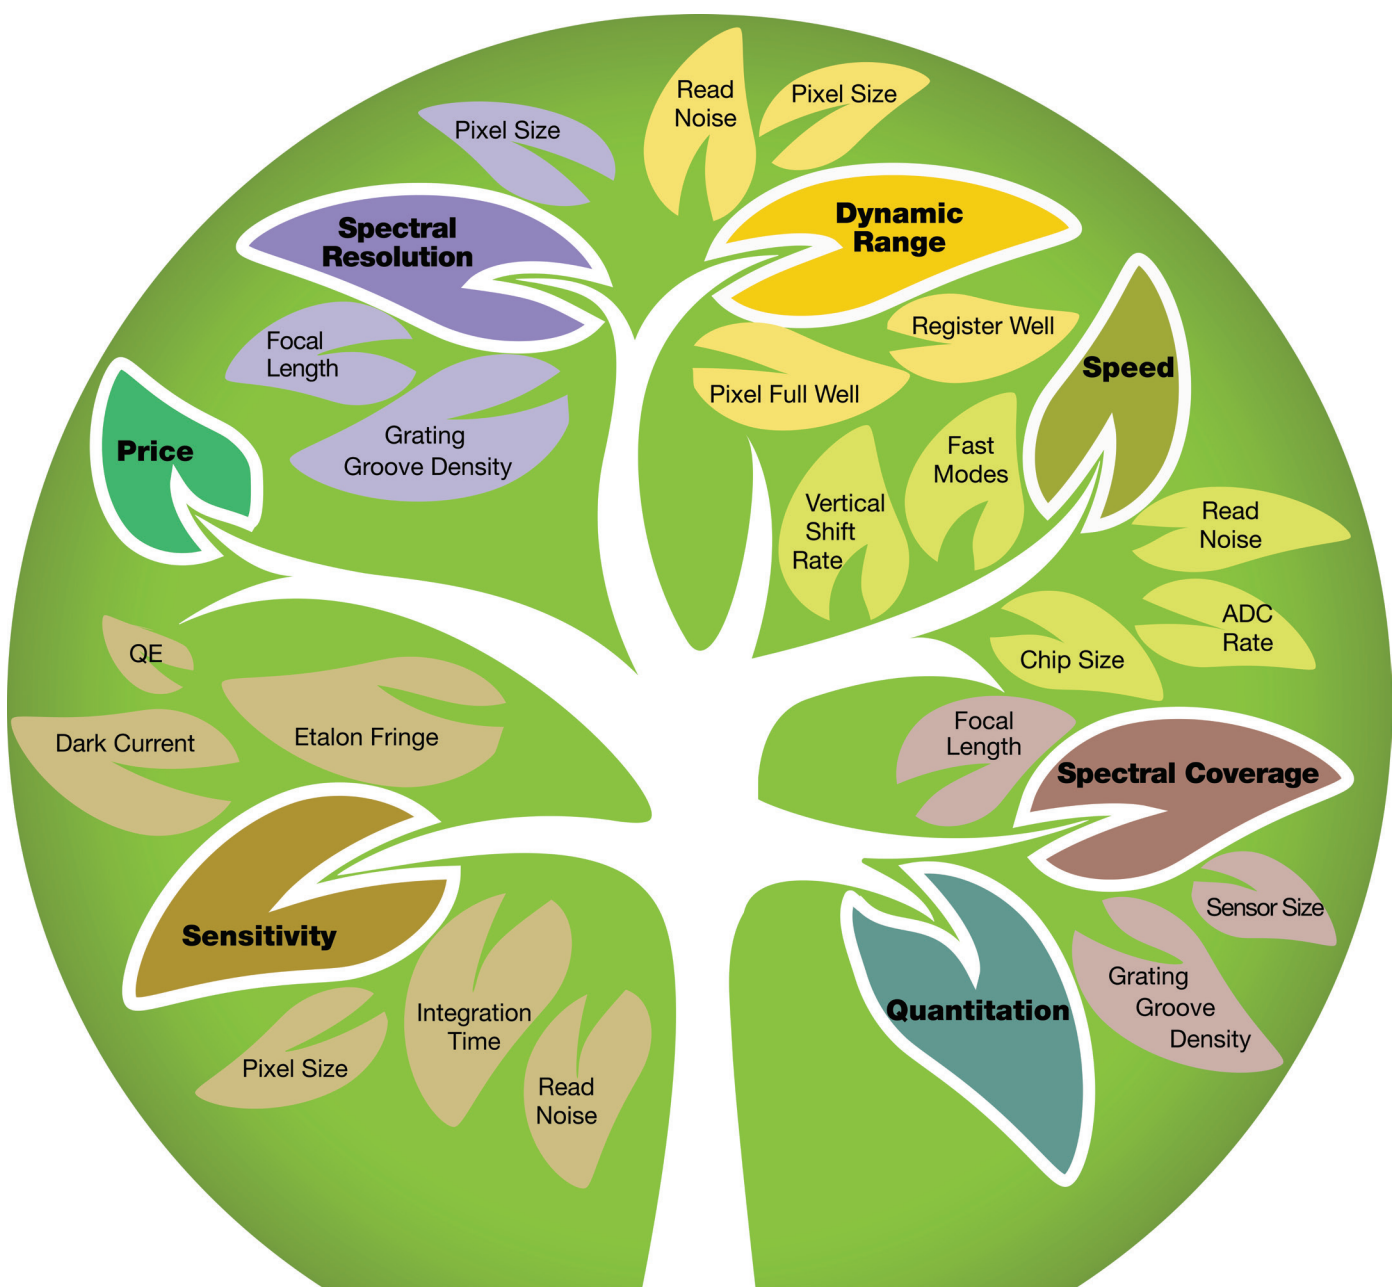 Read
Noise
Pixel Size
Pixel Size
Dynamic
Range
Spectral
Resolution
Register Well
Focal
Length
Pixel Full Well
Speed
Price
Grating
Groove Density
Fast
Modes
Vertical
Shift
Rate
Read
Noise
ADC
Rate
Chip Size
QE
Etalon Fringe
Dark Current
Focal
Length
Spectral Coverage
Sensor Size
Sensitivity
Grating
Groove
Density
Quantitation
Integration
Time
Pixel Size
Read
Noise